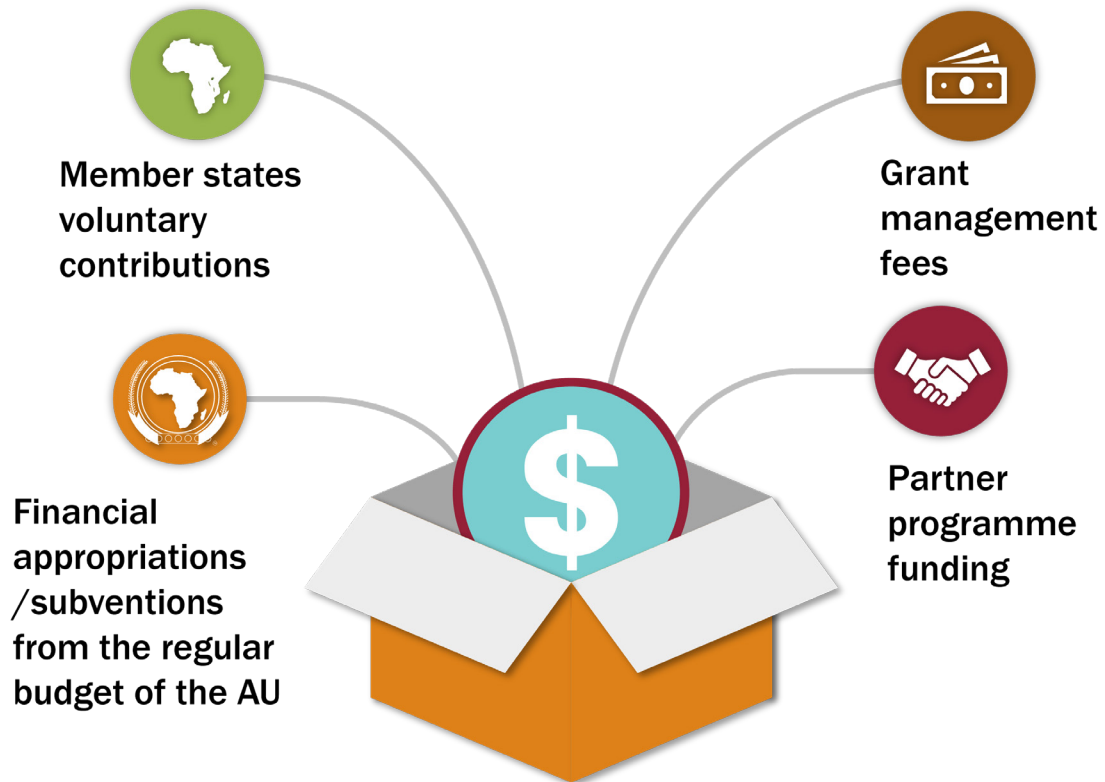 Member states
voluntary
contributions
Grant
management
fees
Financial
appropriations
/subventions
from the regular
budget of the AU
Partner
programme
funding
$